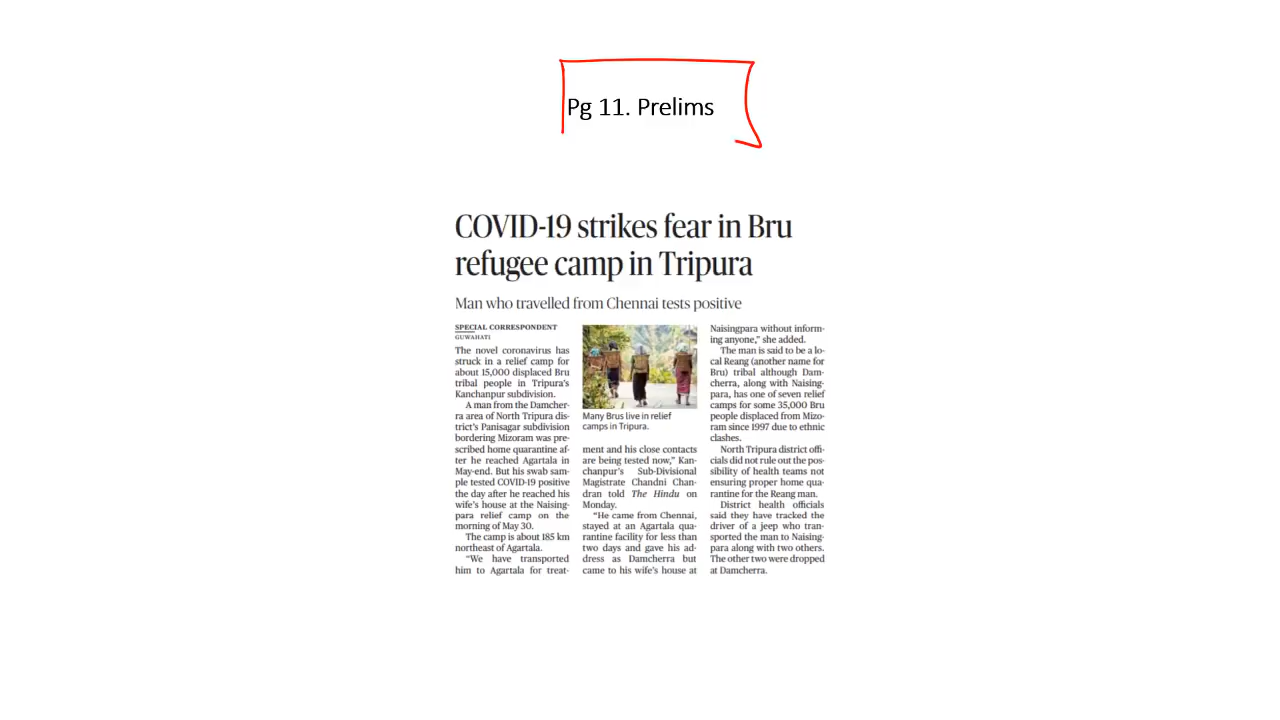 Pg 11. Prelims
COVID-19 strikes fear in Bru
refugee camp in Tripura
Man who travelled from Chennai tests positive
SPECIAL CORRESPONDENT
GUWAHATI
The novel coronavirus has
struck in a relief camp for
about 15,000 displaced Bru
tribal people in Tripura's
Kanchanpur subdivision.
A man from the Damcher-
ra area of North Tripura dis-
trict's Panisagar subdivision
bordering Mizoram was pre-
scribed home quarantine af-
ter he reached Agartala in
May-end. But his swab sam-
ple tested COVID-19 positive
the day after he reached his
wife's house at the Naising-
para relief camp on the
morning of May 30.
The camp is about 185 km
northeast of Agartala.
"We have transported
him to Agartala for treat-
Many Brus live in relief
camps in Tripura.
ment and his close contacts
are being tested now," Kan-
chanpur's Sub-Divisional
Magistrate Chandni Chan-
dran told The Hindu on
Monday.
"He came from Chennai,
stayed at an Agartala qua-
rantine facility for less than
two days and gave his ad-
dress as Damcherra but
came to his wife's house at
Naisingpara without inform-
ing anyone," she added.
The man is said to be a lo-
cal Reang (another name for
Bru) tribal although Dam-
cherra, along with Naising-
para, has one of seven relief
camps for some 35,000 Bru
people displaced from Mizo-
ram since 1997 due to ethnic
clashes.
North Tripura district offi-
cials did not rule out the pos-
sibility of health teams not
ensuring proper home qua-
rantine for the Reang man.
District health officials
said they have tracked the
driver of a jeep who tran-
sported the man to Naising-
para along with two others.
The other two were dropped
at Damcherra.